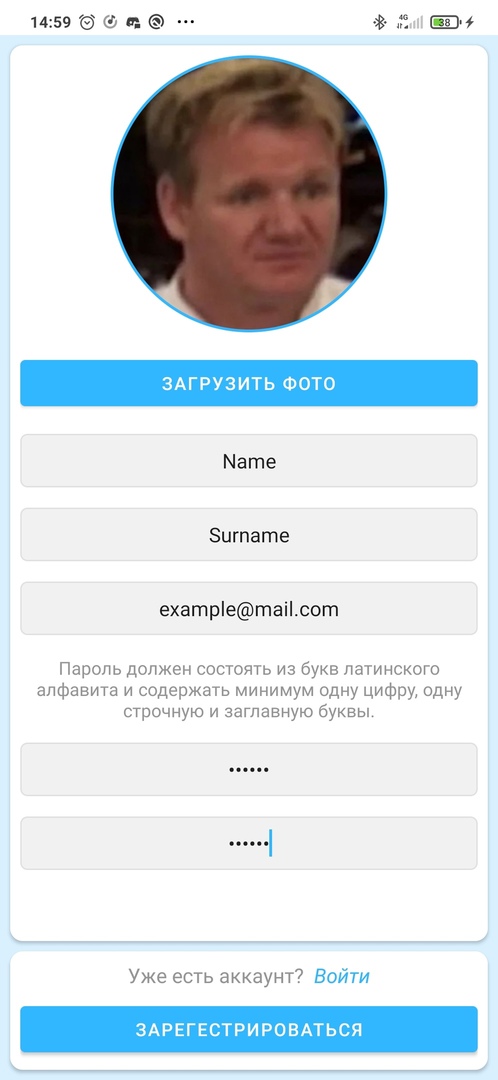 14:59
4G
38
ЗАГРУЗИТЬ ФОТО
Name
Surname
example@mail.com
Пароль должен состоять из букв латинского
алфавита и содержать минимум одну цифру, одну
строчную и заглавную буквы.
••••••
••••••
Уже есть аккаунт? Войти
ЗАРЕГЕСТРИРОВАТЬСЯ